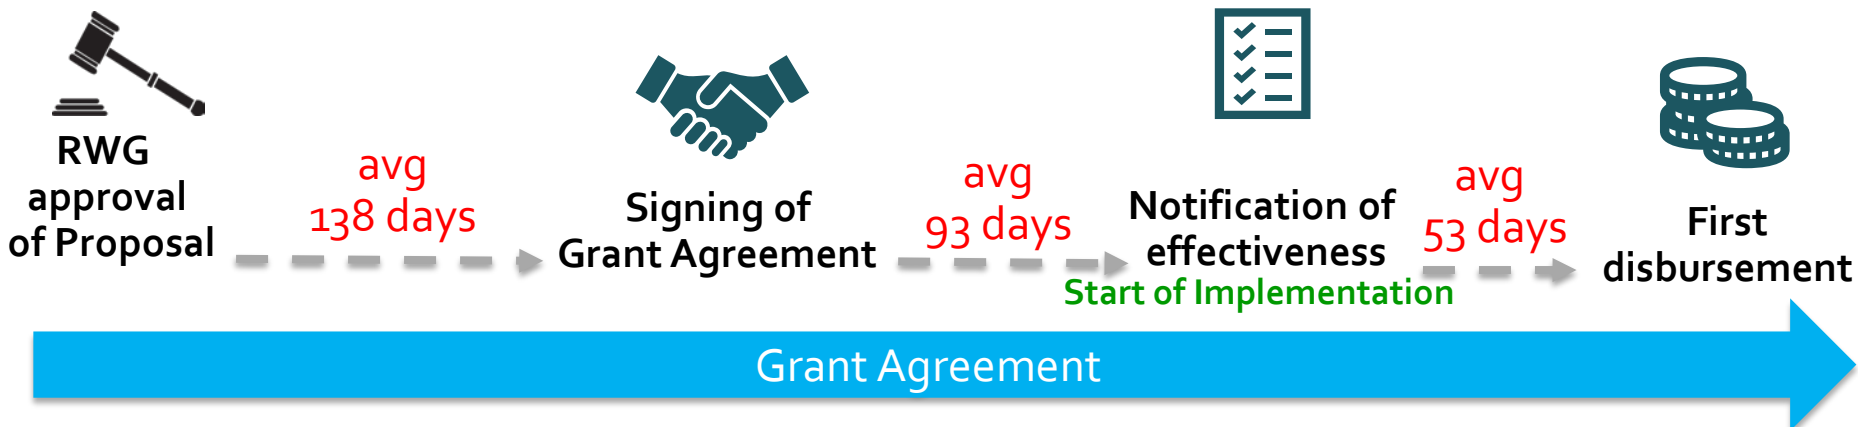 RWG
approval
of Proposal
avg
138 days
Signing of
Grant Agreement
avg
93 days
Notification of
effectiveness
Start of Implementation
avg
53 days
First
disbursement
Grant Agreement